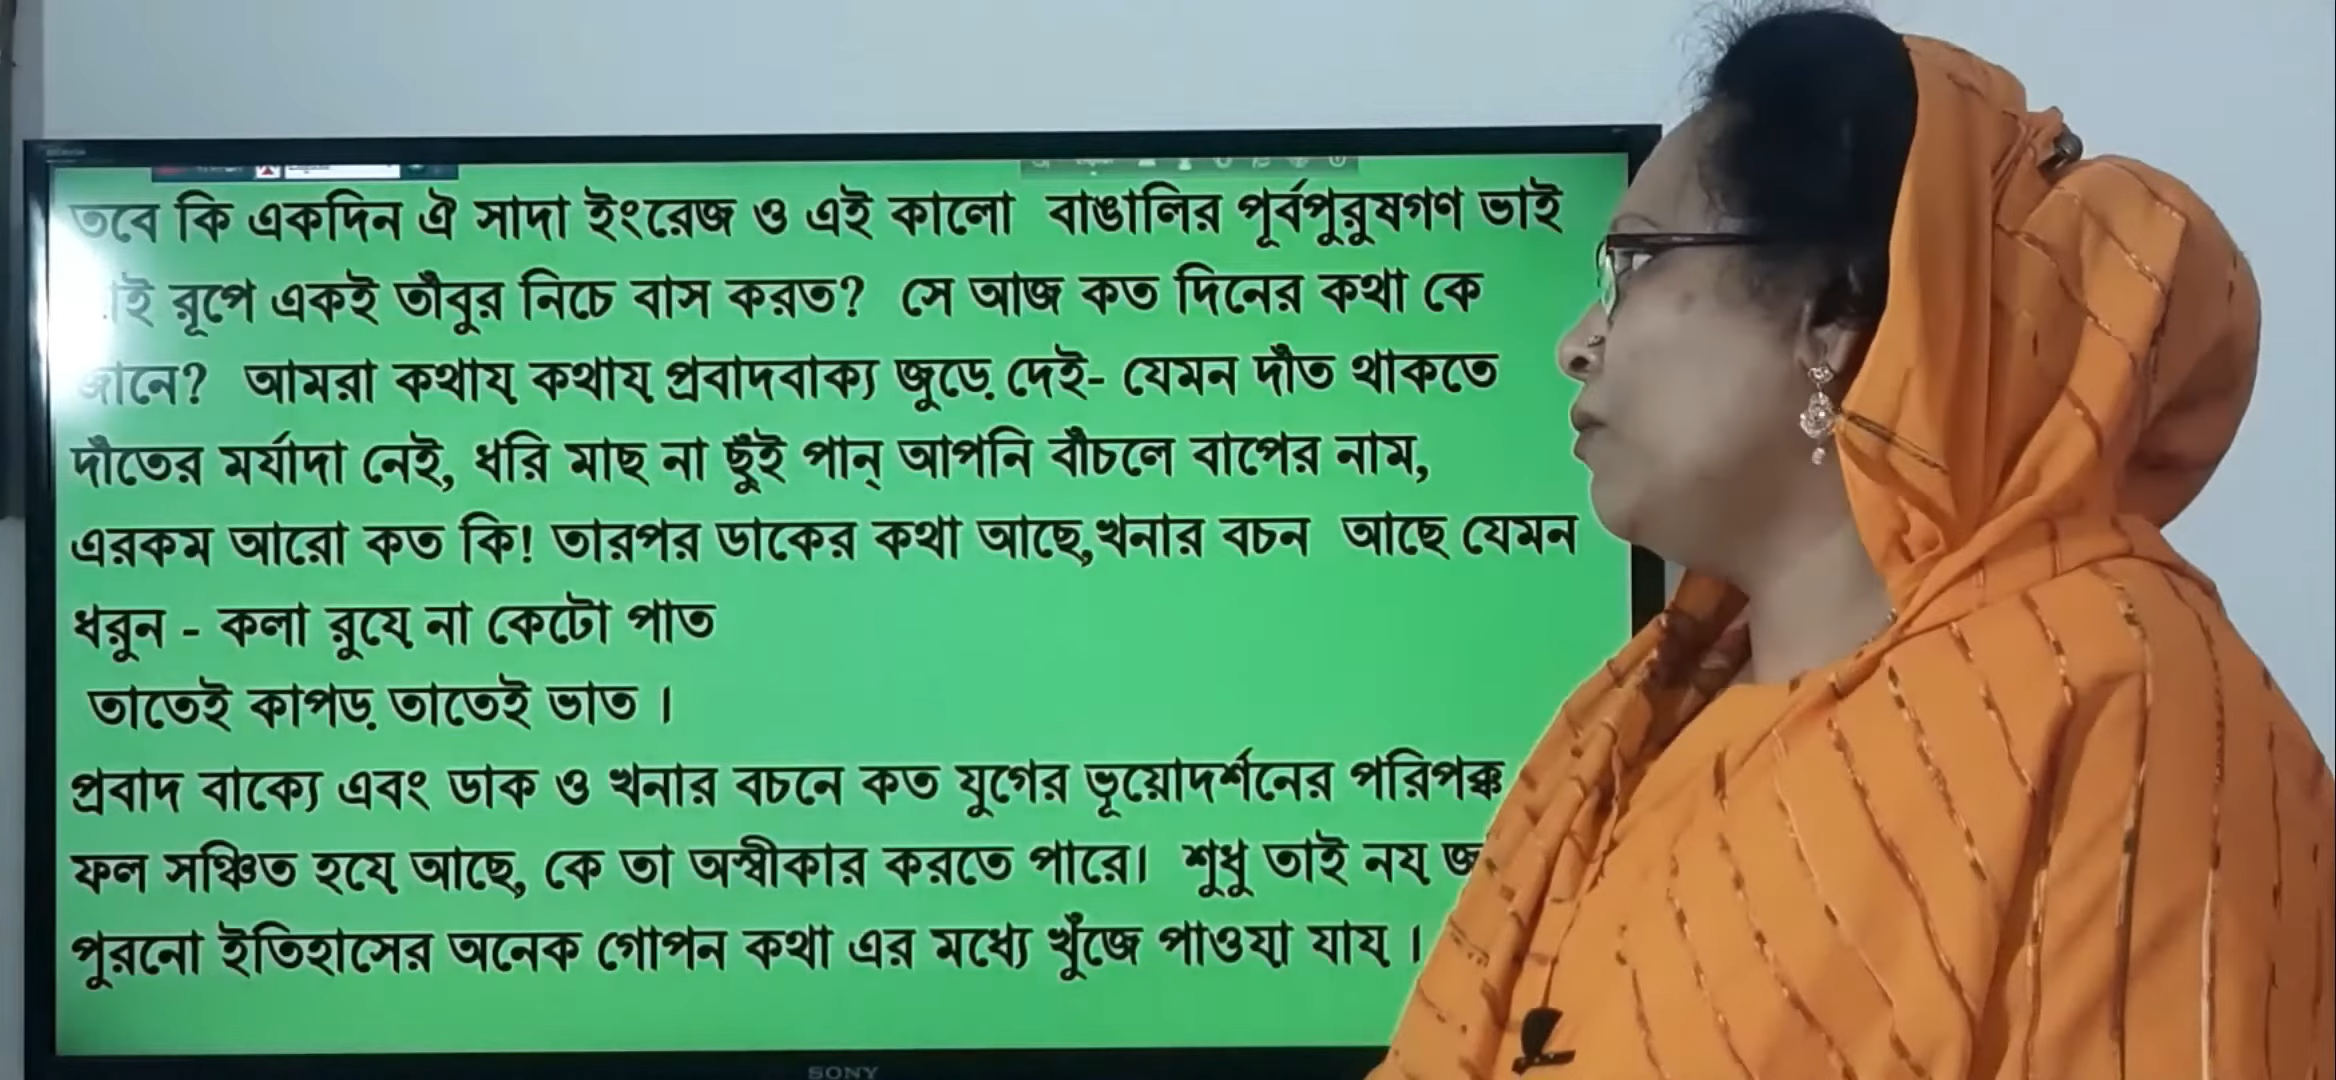 তবে কি একদিন ঐ সাদা ইংরেজ ও এই কালো বাঙালির পূর্বপুরুষগণ ভাই
রূপে একই তাঁবুর নিচে বাস করত? সে আজ কত দিনের কথা কে
জানে? আমরা কথায় কথায় প্রবাদবাক্য জুড়ে দেই- যেমন দাঁত থাকতে
দাঁতের মর্যাদা নেই, ধরি মাছ না ছুঁই পান্ আপনি বাঁচলে বাপের নাম,
এরকম আরো কত কি! তারপর ডাকের কথা আছে,খনার বচন আছে যেমন
ধরুন - কলা রুয়ে না কেটো পাত
তাতেই কাপড় তাতেই ভাত ।
প্রবাদ বাক্যে এবং ডাক ও খনার বচনে কত যুগের ভূয়োদর্শনের পরিপক্ক
ফল সঞ্চিত হয়ে আছে, কে তা অস্বীকার করতে পারে। শুধু তাই নয়
পুরনো ইতিহাসের অনেক গোপন কথা এর মধ্যে খুঁজে পাওয়া যায় ।
SONY